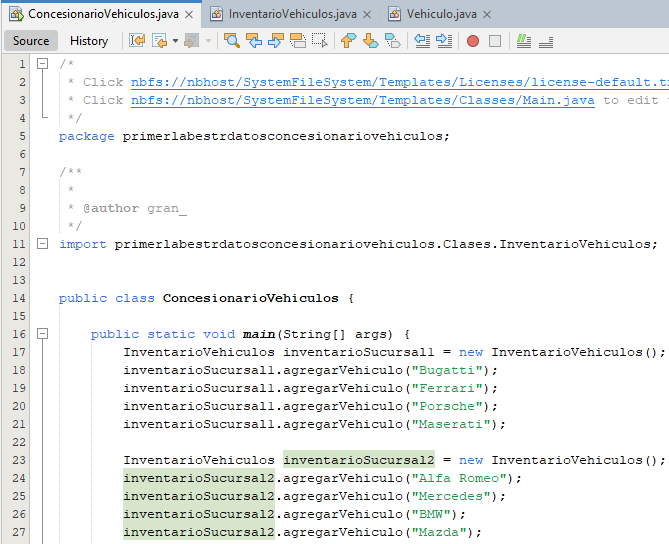 ConcesionarioVehiculos.java × InventarioVehiculos.java × Vehiculo.java ×
Source History
1 /*
2 * Click nbfs://nbhost/SystemFileSystem/Templates/Licenses/license-default.t
3 * Click nbfs://nbhost/SystemFileSystem/Templates/Classes/Main.java to edit
4 */
5 package primerlabestrdatosconcesionariovehiculos;
6
7 /**
8 *
9 * @author gran_
10 */
11 import primerlabestrdatosconcesionariovehiculos.Clases.InventarioVehiculos;
12
13
14 public class ConcesionarioVehiculos {
15
16 public static void main(String[] args) {
17 InventarioVehiculos inventarioSucursal1 = new InventarioVehiculos();
18 inventarioSucursal1.agregarVehiculo("Bugatti");
19 inventarioSucursal1.agregarVehiculo("Ferrari");
20 inventarioSucursal1.agregarVehiculo("Porsche");
21 inventarioSucursal1.agregarVehiculo("Maserati");
22
23 InventarioVehiculos inventarioSucursal2 = new InventarioVehiculos();
24 inventarioSucursal2.agregarVehiculo("Alfa Romeo");
25 inventarioSucursal2.agregarVehiculo("Mercedes");
26 inventarioSucursal2.agregarVehiculo("BMW");
27 inventarioSucursal2.agregarVehiculo("Mazda");